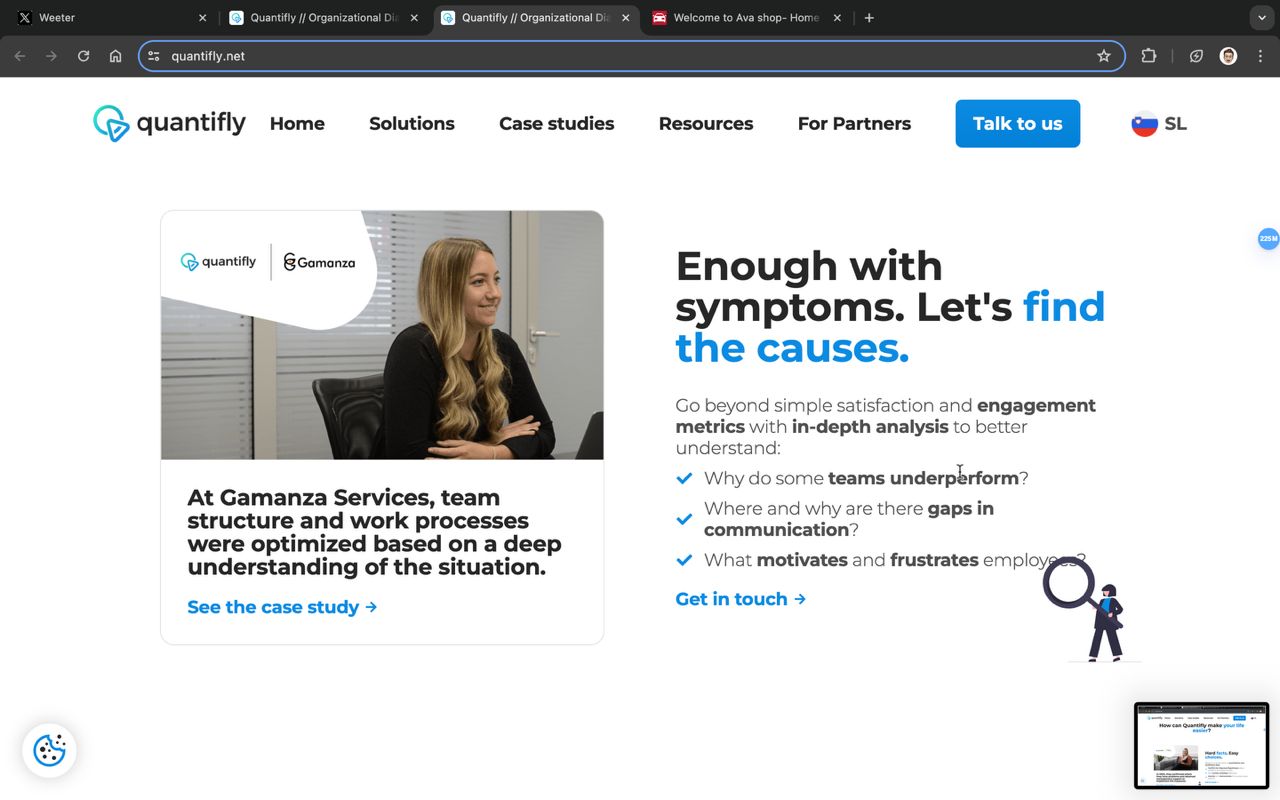 Weeter
Quantifly // Organizational Dia
Quantifly // Organizational Dia
Welcome to Ava shop- Home
quantifly.net
quantifly
Home
Solutions
Case studies
Resources
For Partners
Talk to us
SL
225M
quantifly
Gamanza
At Gamanza Services, team
structure and work processes
were optimized based on a deep
understanding of the situation.
See the case study →
Enough with
symptoms. Let's find
the causes.
Go beyond simple satisfaction and engagement
metrics with in-depth analysis to better
understand:
Why do some teams underperform?
Where and why are there gaps in
communication?
What motivates and frustrates employees?
Get in touch →
How can Quantifly make your life
easier?
Hard facts. Easy
choices.